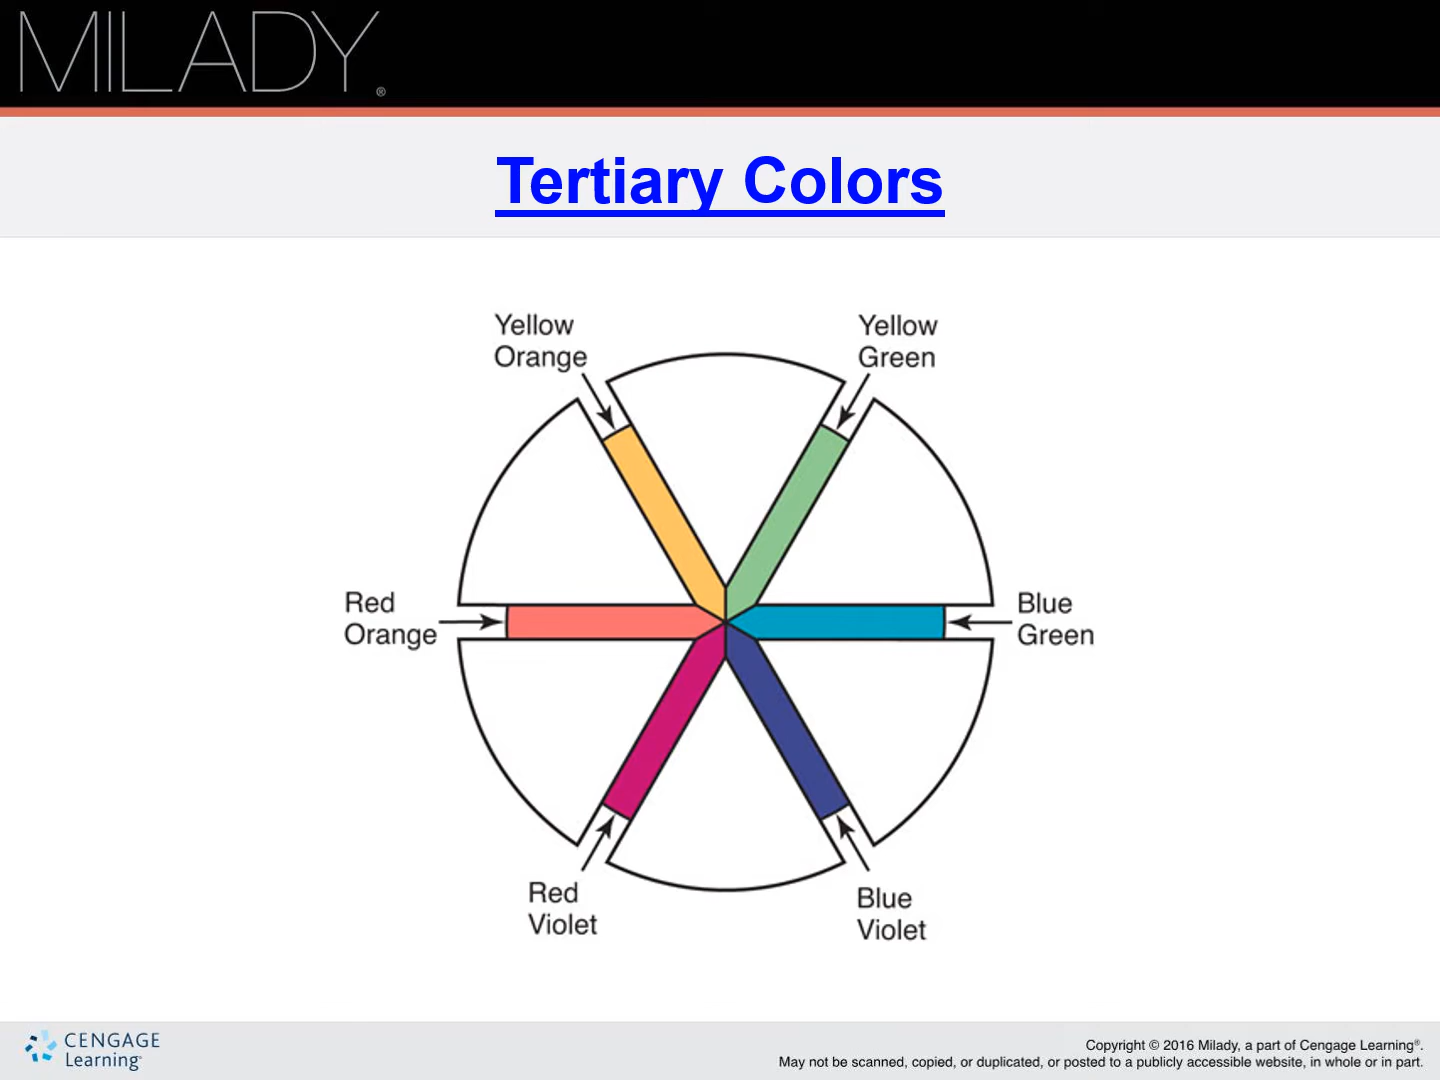 MILADY®
Tertiary Colors
Yellow
Orange
Yellow
Green
Red
Orange
Blue
Green
Red
Violet
Blue
Violet
CENGAGE
Learning®
Copyright © 2016 Milady, a part of Cengage Learning®.
May not be scanned, copied, or duplicated, or posted to a publicly accessible website, in whole or in part.